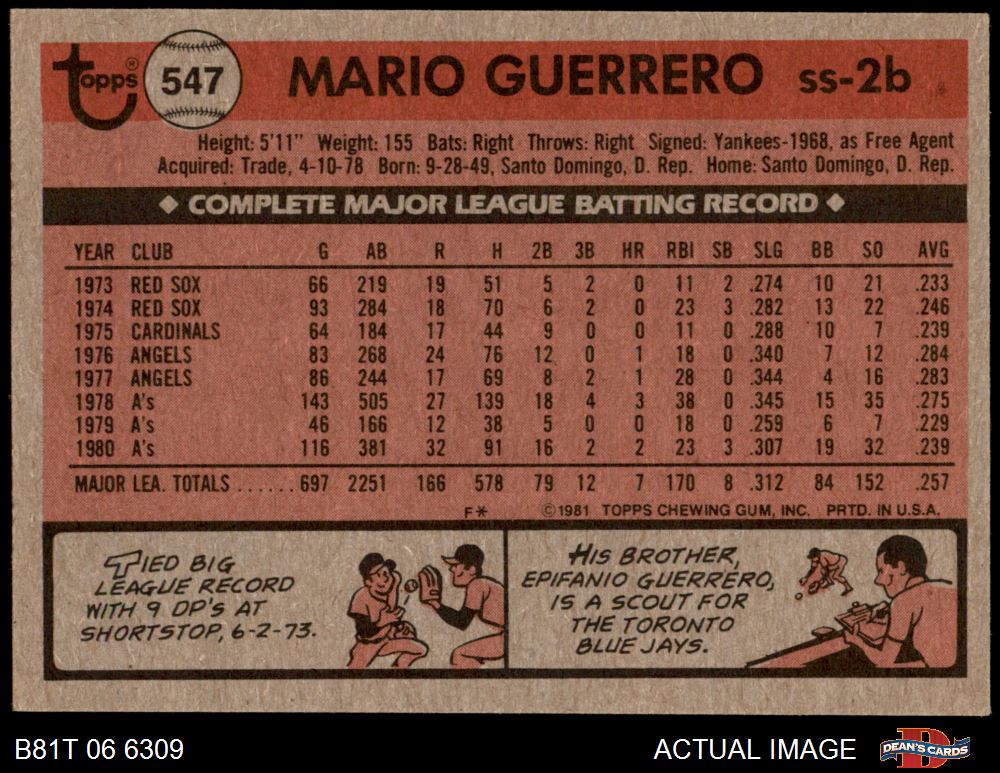 topps® 547 MARIO GUERRERO ss-2b
Height: 5'11" Weight: 155 Bats: Right Throws: Right Signed: Yankees-1968, as Free Agent
Acquired: Trade, 4-10-78 Born: 9-28-49, Santo Domingo, D. Rep. Home: Santo Domingo, D. Rep.
◆ COMPLETE MAJOR LEAGUE BATTING RECORD ◆
YEAR CLUB G AB R H 2B 3B HR RBI SB SLG BB SO AVG
1973 RED SOX 66 219 19 51 5 2 0 11 2 .274 10 21 .233
1974 RED SOX 93 284 18 70 6 2 0 23 3 .282 13 22 .246
1975 CARDINALS 64 184 17 44 9 0 0 11 0 .288 10 7 .239
1976 ANGELS 83 268 24 76 12 0 1 18 0 .340 7 12 .284
1977 ANGELS 86 244 17 69 8 2 1 28 0 .344 4 16 .283
1978 A's 143 505 27 139 18 4 3 38 0 .345 15 35 .275
1979 A's 46 166 12 38 5 0 0 18 0 .259 6 7 .229
1980 A's 116 381 32 91 16 2 2 23 3 .307 19 32 .239
MAJOR LEA. TOTALS ...... 697 2251 166 578 79 12 7 170 8 .312 84 152 .257
F* ©1981 TOPPS CHEWING GUM, INC. PRTD. IN U.S.A.
TIED BIG
LEAGUE RECORD
WITH 9 DP'S AT
SHORTSTOP, 6-2-73.
HIS BROTHER,
EPIFANIO GUERRERO,
IS A SCOUT FOR
THE TORONTO
BLUE JAYS.
B81T 06 6309 ACTUAL IMAGE DEAN'S CARDS